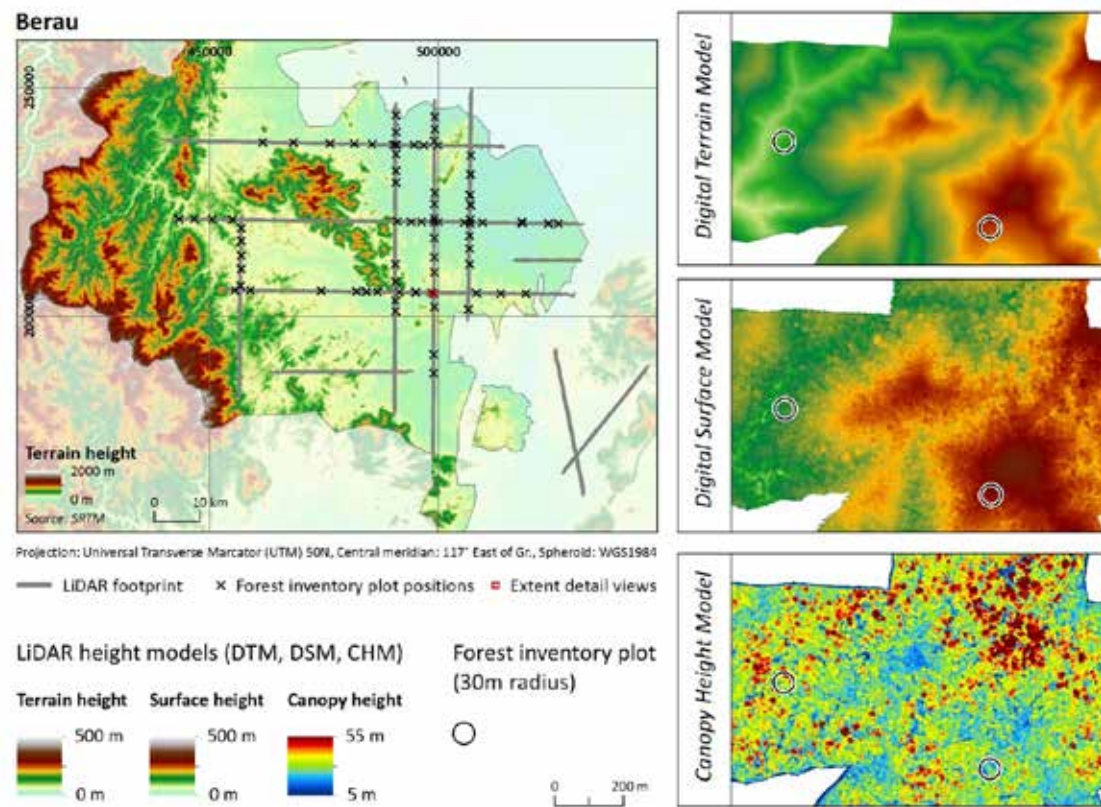 Berau
450000
500000
250000
200000
Terrain height
2000 m
0 m
0 10 km
Source: SRTM
Projection: Universal Transverse Marcator (UTM) 50N, Central meridian: 117° East of Gr., Spheroid: WGS1984
LiDAR footprint
Forest inventory plot positions
Extent detail views
LiDAR height models (DTM, DSM, CHM)
Terrain height
500 m
0 m
Surface height
500 m
0 m
Canopy height
55 m
5 m
Forest inventory plot
(30m radius)
0 200 m
Digital Terrain Model
Digital Surface Model
Canopy Height Model